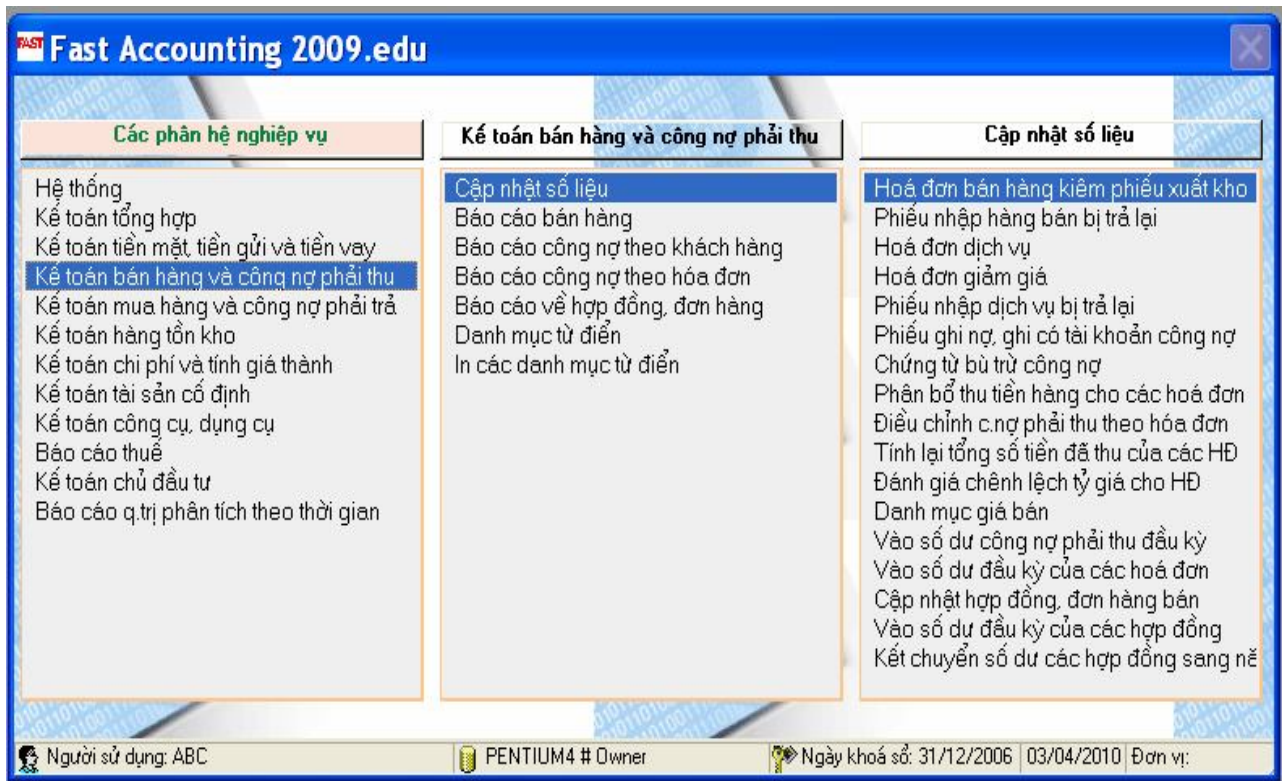 FAST Fast Accounting 2009.edu
Các phân hệ nghiệp vụ
Hệ thống
Kế toán tổng hợp
Kế toán tiền mặt, tiền gửi và tiền vay
Kế toán bán hàng và công nợ phải thu
Kế toán mua hàng và công nợ phải trả
Kế toán hàng tồn kho
Kế toán chi phí và tính giá thành
Kế toán tài sản cố định
Kế toán công cụ, dụng cụ
Báo cáo thuế
Kế toán chủ đầu tư
Báo cáo q.trị phân tích theo thời gian
Kế toán bán hàng và công nợ phải thu
Cập nhật số liệu
Báo cáo bán hàng
Báo cáo công nợ theo khách hàng
Báo cáo công nợ theo hóa đơn
Báo cáo về hợp đồng, đơn hàng
Danh mục từ điển
In các danh mục từ điển
Cập nhật số liệu
Hoá đơn bán hàng kiêm phiếu xuất kho
Phiếu nhập hàng bán bị trả lại
Hoá đơn dịch vụ
Hoá đơn giảm giá
Phiếu nhập dịch vụ bị trả lại
Phiếu ghi nợ, ghi có tài khoản công nợ
Chứng từ bù trừ công nợ
Phân bổ thu tiền hàng cho các hoá đơn
Điều chỉnh c.nợ phải thu theo hóa đơn
Tính lại tổng số tiền đã thu của các HĐ
Đánh giá chênh lệch tỷ giá cho HĐ
Danh mục giá bán
Vào số dư công nợ phải thu đầu kỳ
Vào số dư đầu kỳ của các hoá đơn
Cập nhật hợp đồng, đơn hàng bán
Vào số dư đầu kỳ của các hợp đồng
Kết chuyển số dư các hợp đồng sang nă
Người sử dụng: ABC PENTIUM4 # Owner Ngày khoá sổ: 31/12/2006 03/04/2010 Đơn vị: